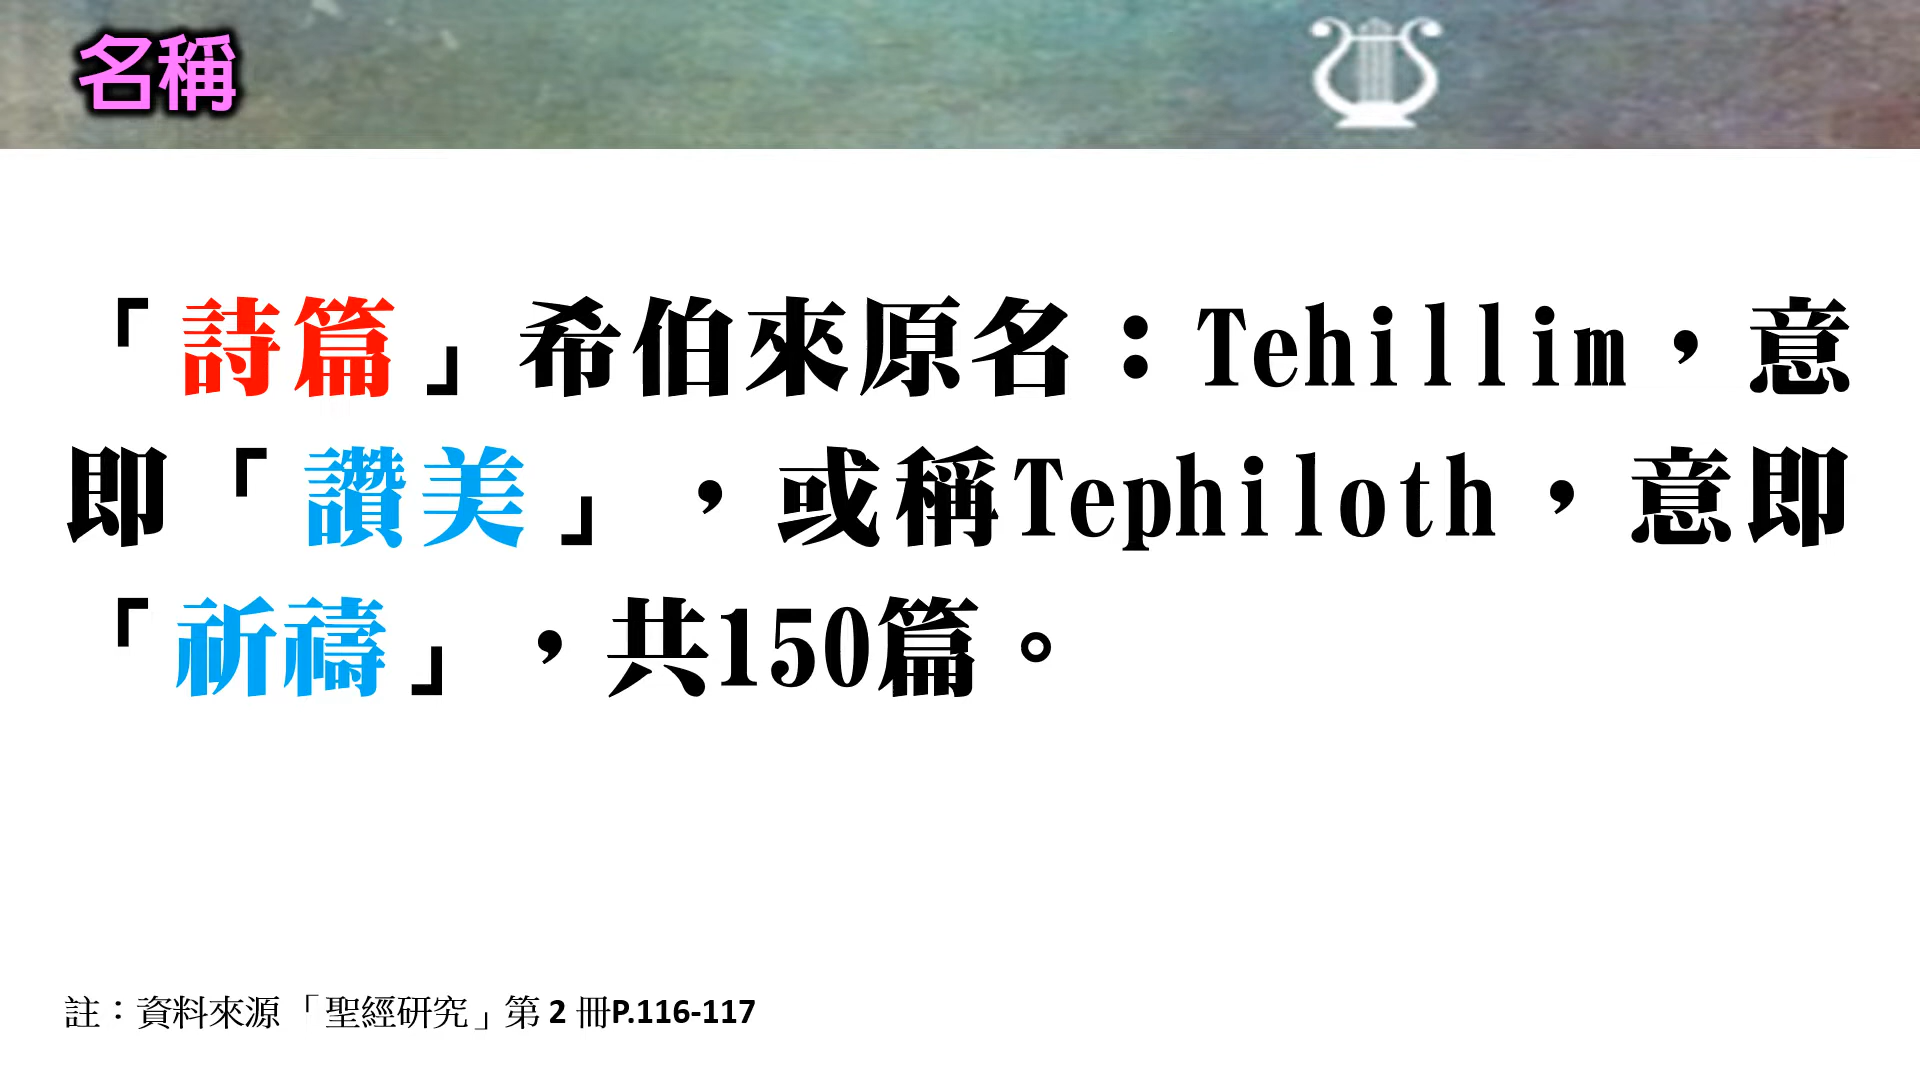 名稱
「詩篇」希伯來原名：Tehillim，意
即「讚美」，或稱Tephiloth，意即
「祈禱」，共150篇。
註：資料來源「聖經研究」第 2 冊P.116-117